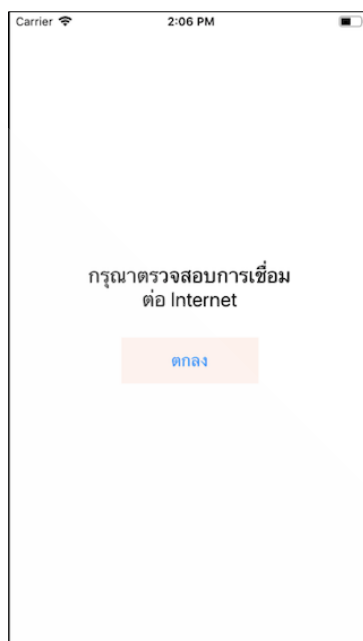 Carrier 2:06 PM
กรุณาตรวจสอบการเชื่อม
ต่อ Internet
ตกลง